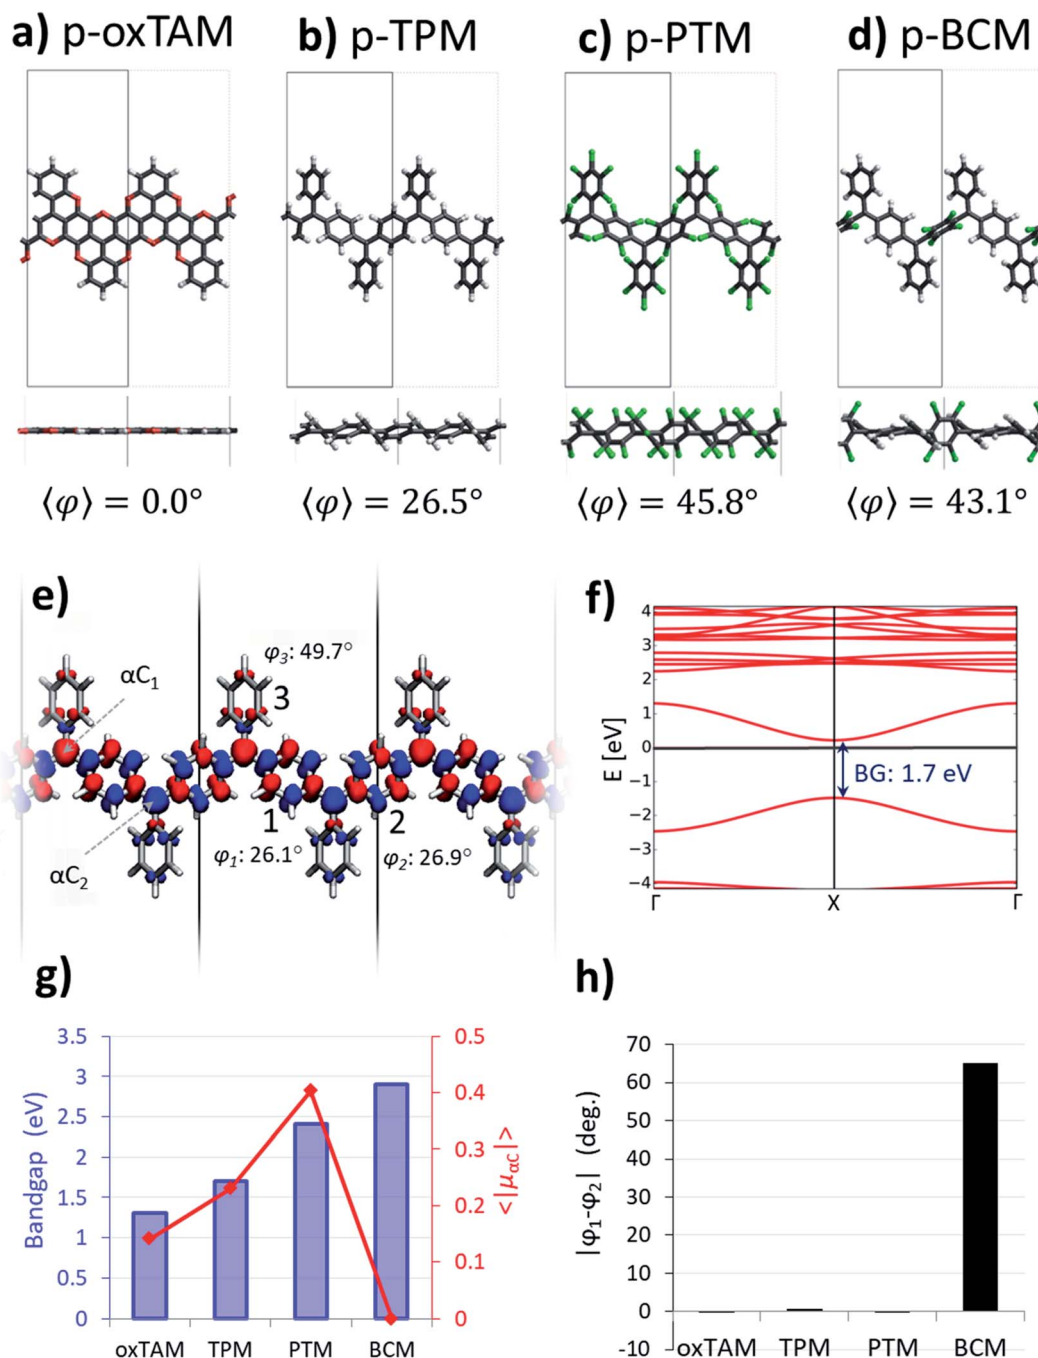 a) p-oxTAM
b) p-TPM
c) p-PTM
d) p-BCM
⟨φ⟩ = 0.0°
⟨φ⟩ = 26.5°
⟨φ⟩ = 45.8°
⟨φ⟩ = 43.1°
e)
αC1
φ3: 49.7°
3
1
2
φ1: 26.1°
φ2: 26.9°
αC2
f)
E [eV]
4
3
2
1
0
−1
−2
−3
−4
BG: 1.7 eV
Γ
X
Γ
g)
Bandgap (eV)
3.5
3
2.5
2
1.5
1
0.5
0
0.5
0.4
0.3
0.2
0.1
0
<|μαC|>
oxTAM
TPM
PTM
BCM
h)
|φ1-φ2| (deg.)
70
60
50
40
30
20
10
0
-10
oxTAM
TPM
PTM
BCM